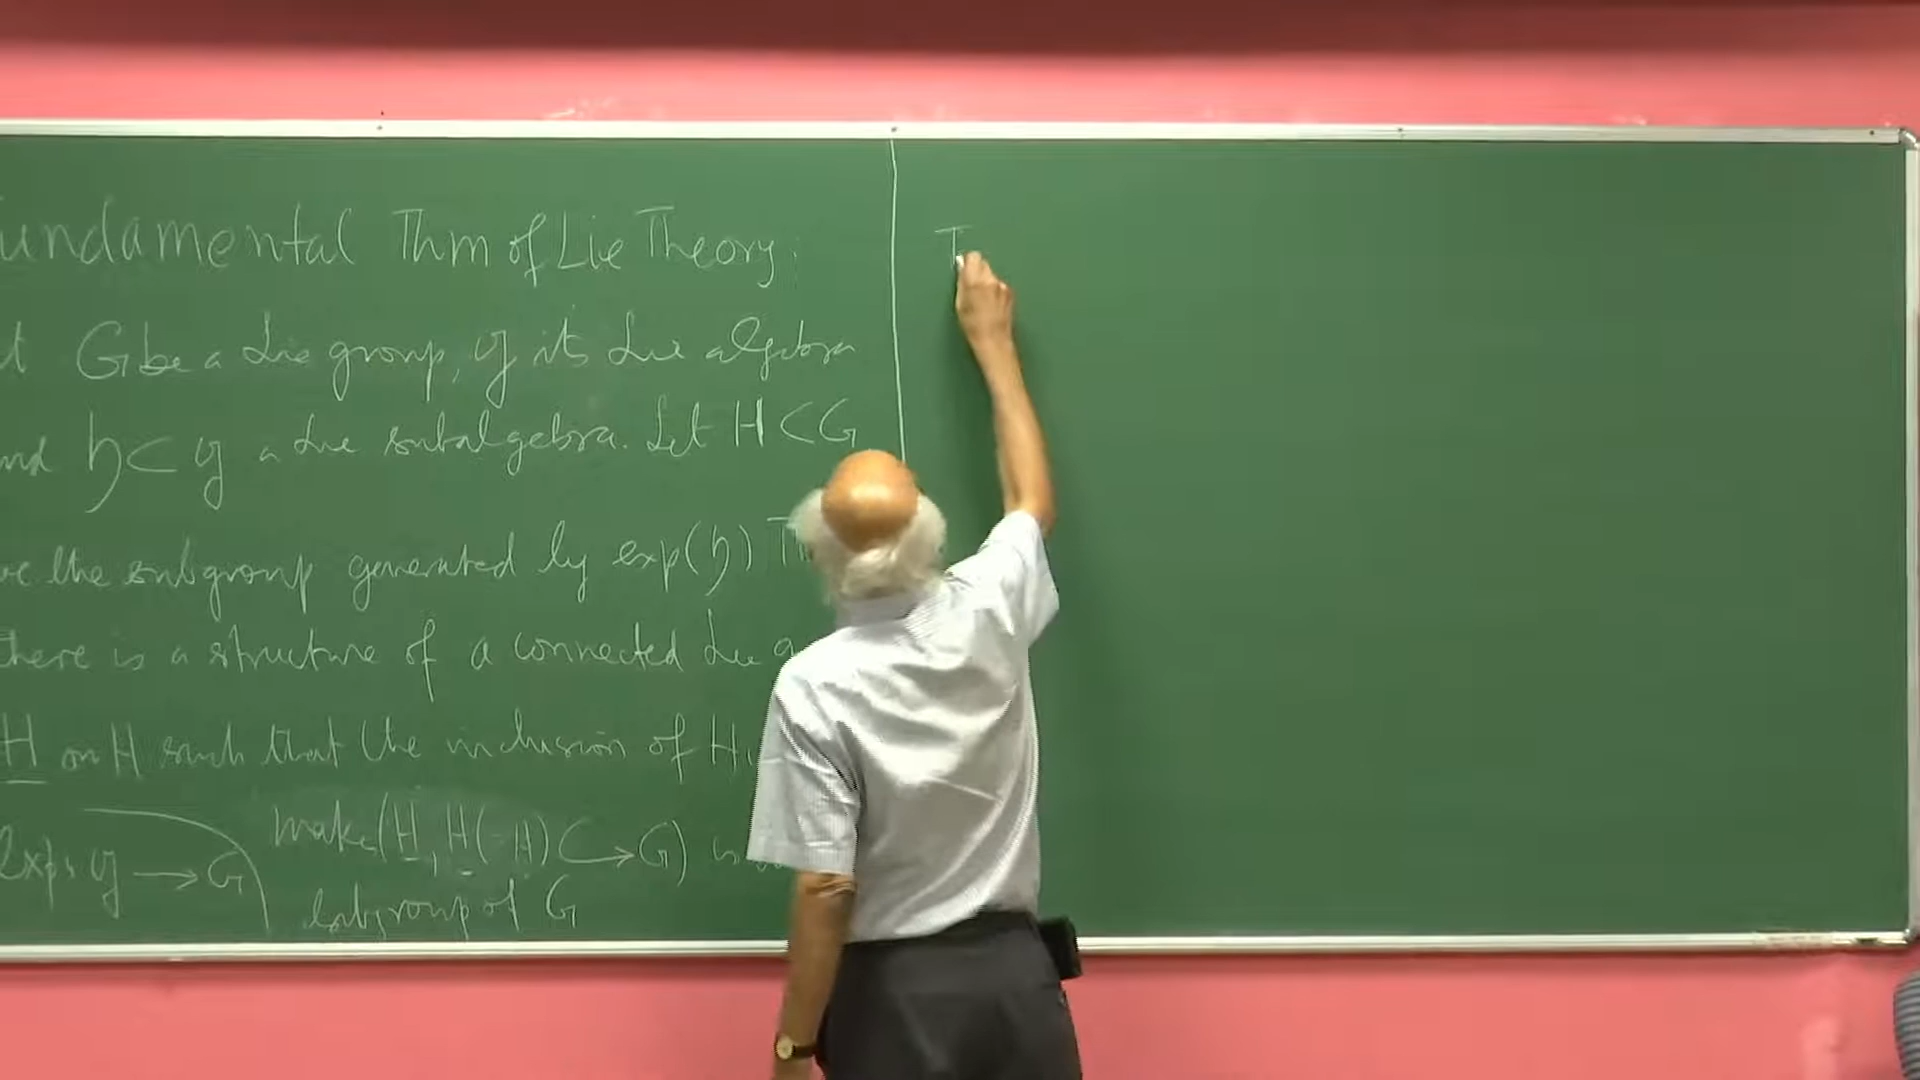 undamental Thm of Lie Theory:
t G be a Lie group, 𝔤 its Lie algebra
nd 𝔥 ⊂ 𝔤 a Lie subalgebra. Let H ⊂ G
the subgroup generated by exp(𝔥) Th
there is a structure of a connected Lie g
H on H such that the inclusion of H
exp: 𝔤 → G
make (H, H(→H) ↪ G)
subgroup of G
T